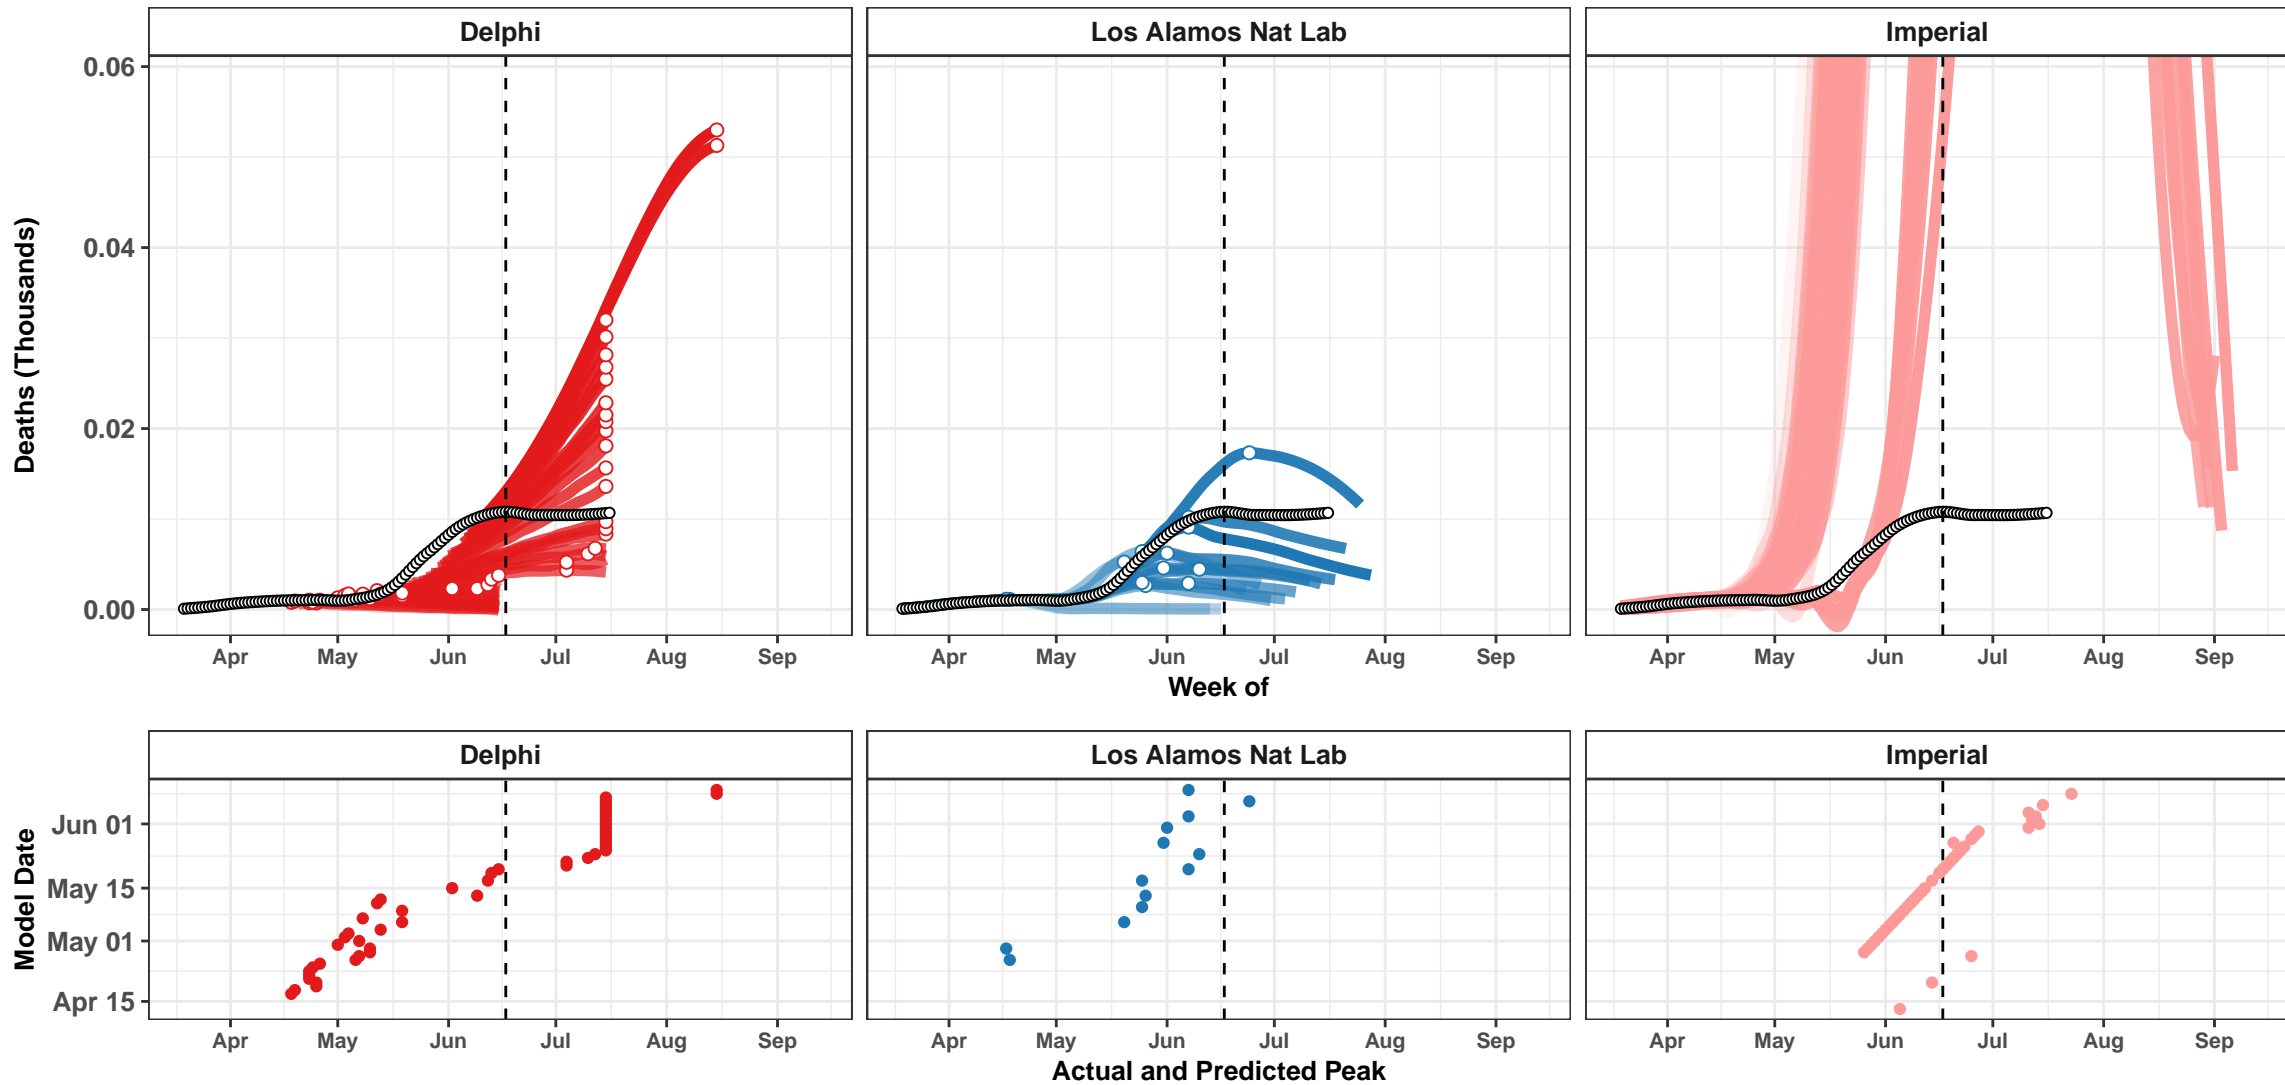 Delphi Los Alamos Nat Lab Imperial
Deaths (Thousands)
0.06
0.04
0.02
0.00
Apr May Jun Jul Aug Sep Apr May Jun Jul Aug Sep Apr May Jun Jul Aug Sep
Week of
Delphi Los Alamos Nat Lab Imperial
Model Date
Jun 01
May 15
May 01
Apr 15
Apr May Jun Jul Aug Sep Apr May Jun Jul Aug Sep Apr May Jun Jul Aug Sep
Actual and Predicted Peak